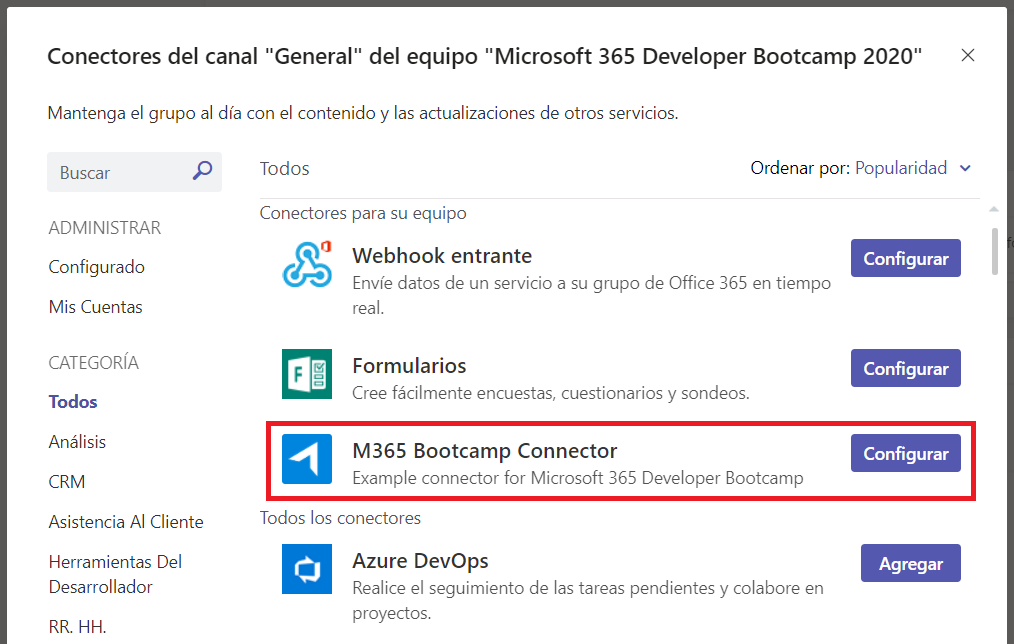 Conectores del canal "General" del equipo "Microsoft 365 Developer Bootcamp 2020"
Mantenga el grupo al día con el contenido y las actualizaciones de otros servicios.
Buscar
Todos
Ordenar por: Popularidad
ADMINISTRAR
Configurado
Mis Cuentas
CATEGORÍA
Todos
Análisis
CRM
Asistencia Al Cliente
Herramientas Del
Desarrollador
RR. HH.
Conectores para su equipo
Webhook entrante
Envíe datos de un servicio a su grupo de Office 365 en tiempo
real.
Configurar
Formularios
Cree fácilmente encuestas, cuestionarios y sondeos.
Configurar
M365 Bootcamp Connector
Example connector for Microsoft 365 Developer Bootcamp
Configurar
Todos los conectores
Azure DevOps
Realice el seguimiento de las tareas pendientes y colabore en
proyectos.
Agregar